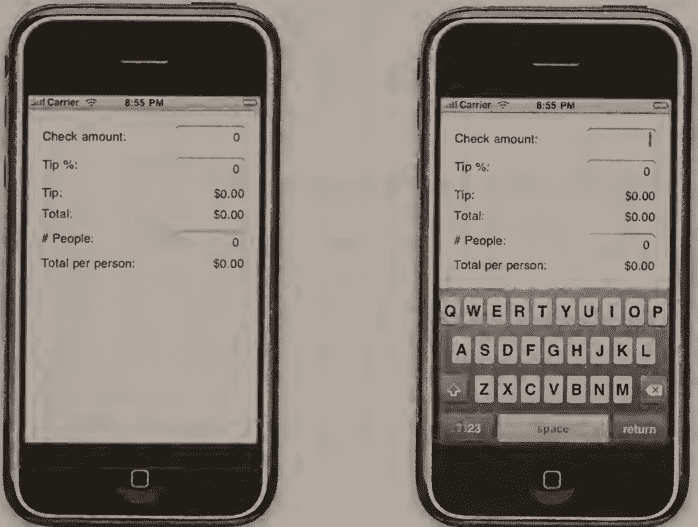 Carrier 8:55 PM
Check amount: 0
Tip %: 0
Tip: $0.00
Total: $0.00
# People: 0
Total per person: $0.00
Carrier 8:55 PM
Check amount:
Tip %: 0
Tip: $0.00
Total: $0.00
# People: 0
Total per person: $0.00
Q W E R T Y U I O P
A S D F G H J K L
Z X C V B N M
123 space return